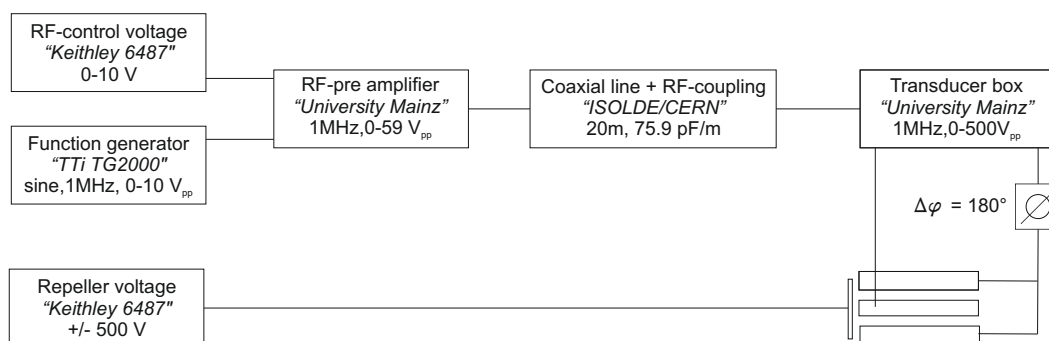 RF-control voltage
“Keithley 6487"
0-10 V
Function generator
“TTi TG2000"
sine,1MHz, 0-10 Vpp
RF-pre amplifier
“University Mainz”
1MHz,0-59 Vpp
Coaxial line + RF-coupling
“ISOLDE/CERN”
20m, 75.9 pF/m
Transducer box
“University Mainz”
1MHz,0-500Vpp
Δφ = 180°
Repeller voltage
“Keithley 6487"
+/- 500 V